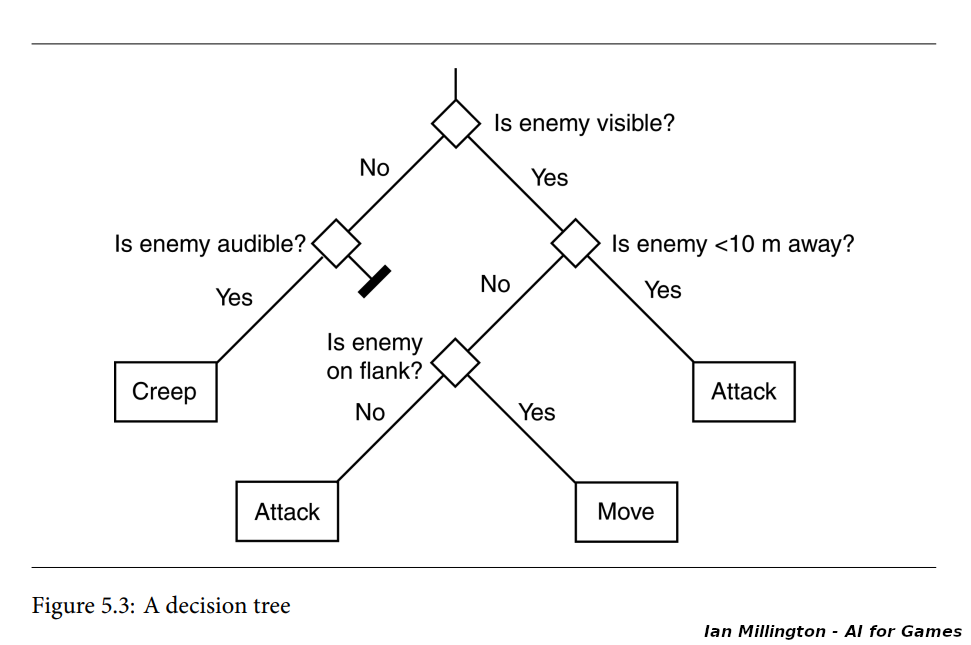 Is enemy visible?
No
Yes
Is enemy audible?
Is enemy <10 m away?
Yes
No
Yes
Is enemy
on flank?
Creep
Attack
No
Yes
Attack
Move
Figure 5.3: A decision tree
Ian Millington - AI for Games